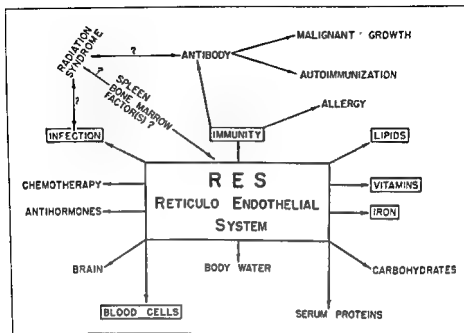 MALIGNANT GROWTH
RADIATION
SYNDROME
?
ANTIBODY
AUTOIMMUNIZATION
?
SPLEEN
BONE MARROW
FACTOR(S) ?
?
ALLERGY
INFECTION
IMMUNITY
LIPIDS
RES
RETICULO ENDOTHELIAL
SYSTEM
CHEMOTHERAPY
VITAMINS
ANTIHORMONES
IRON
BRAIN
BODY WATER
CARBOHYDRATES
BLOOD CELLS
SERUM PROTEINS